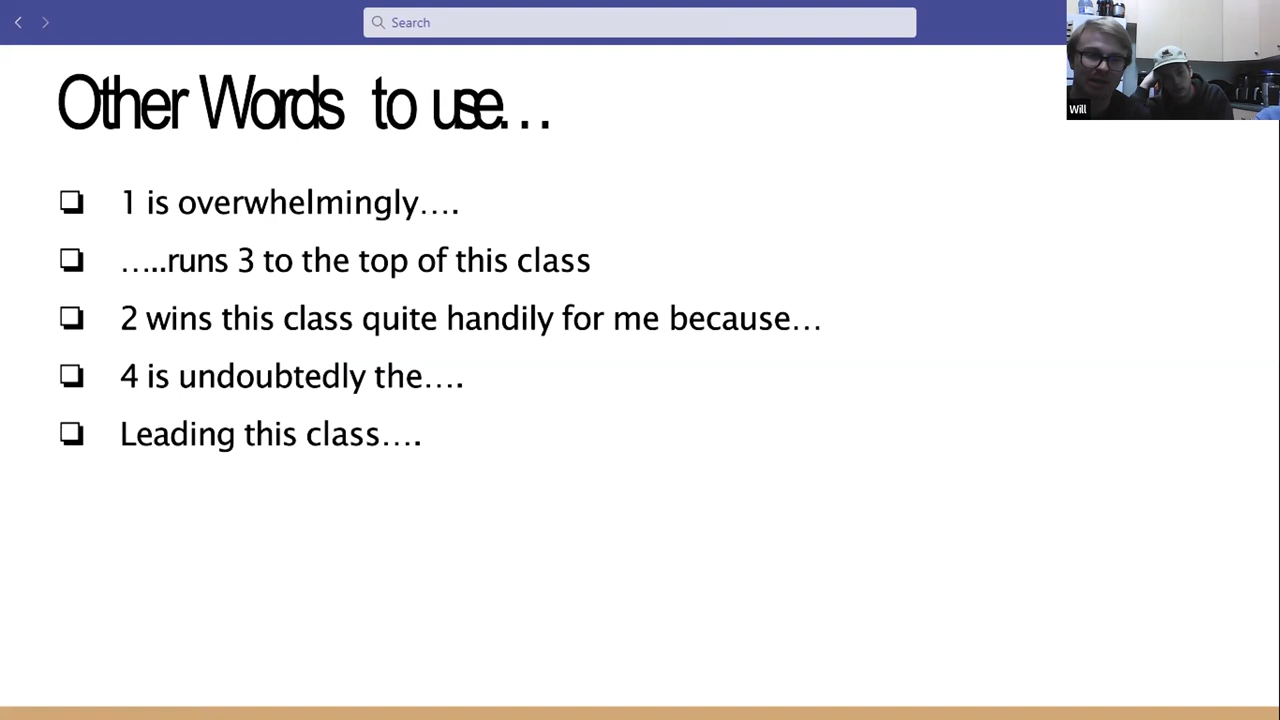 Search
Other Words to use...
Will
1 is overwhelmingly....
.....runs 3 to the top of this class
2 wins this class quite handily for me because...
4 is undoubtedly the....
Leading this class....